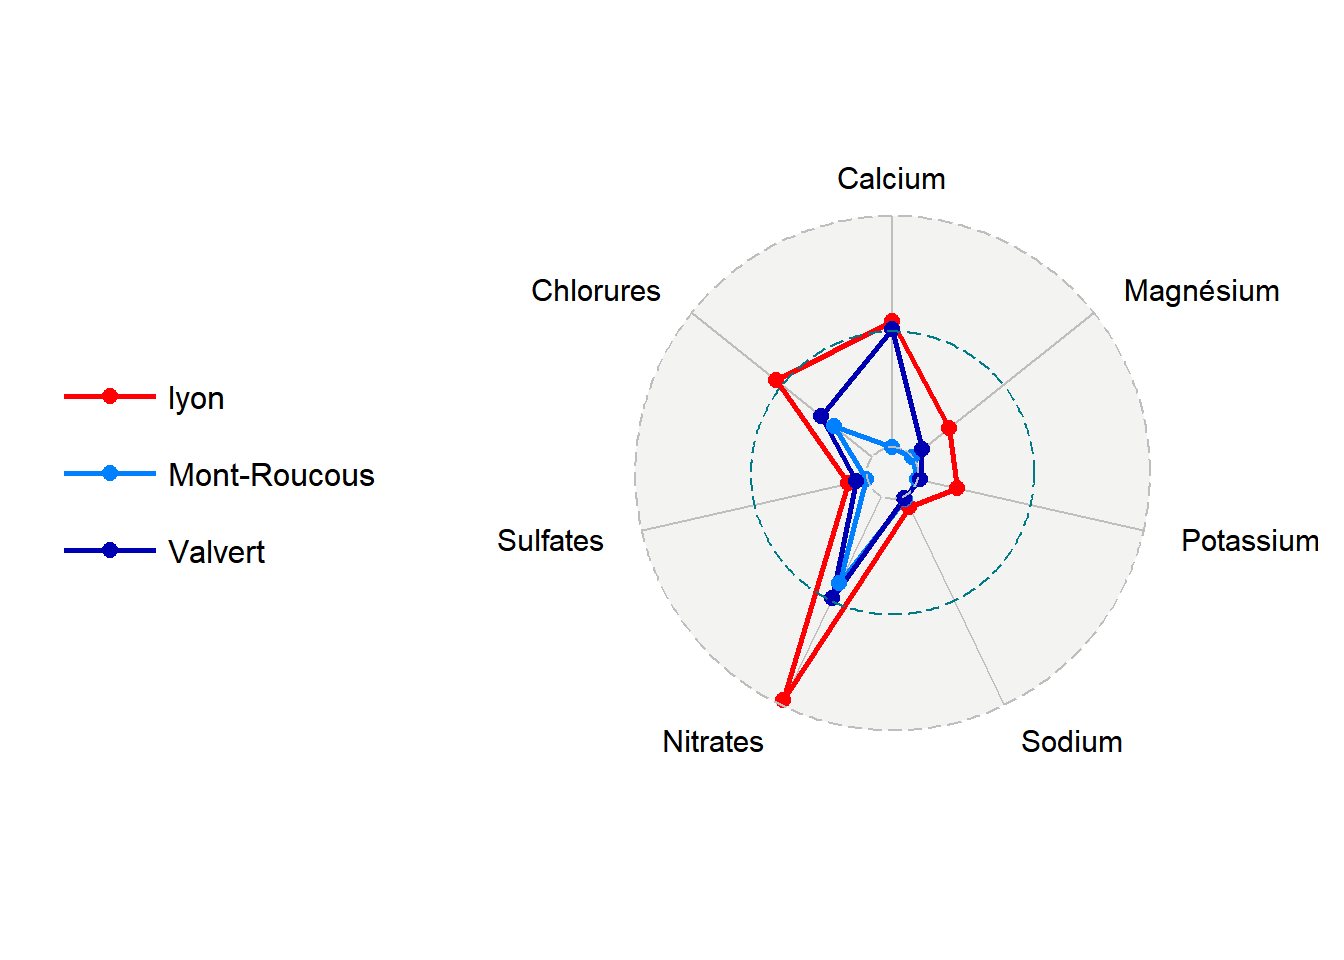 Calcium
Chlorures
Magnésium
lyon
Mont-Roucous
Valvert
Sulfates
Potassium
Nitrates
Sodium